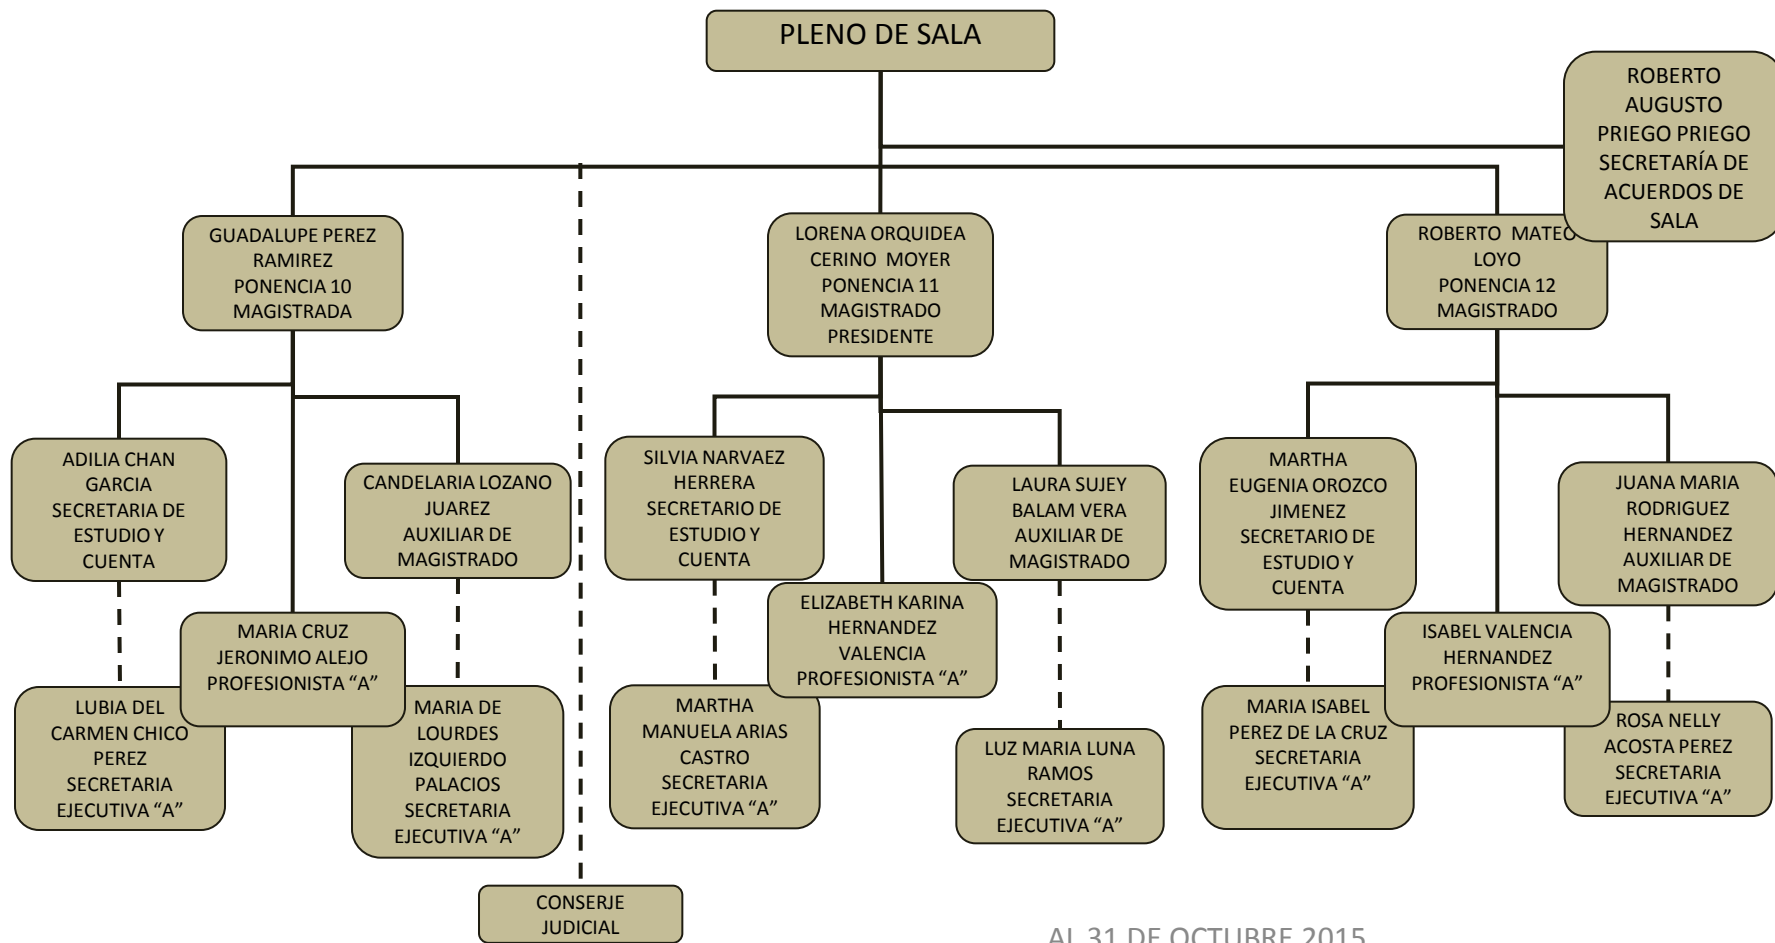 PLENO DE SALA
ROBERTO
AUGUSTO
PRIEGO PRIEGO
SECRETARÍA DE
ACUERDOS DE
SALA
GUADALUPE PEREZ
RAMIREZ
PONENCIA 10
MAGISTRADA
LORENA ORQUIDEA
CERINO MOYER
PONENCIA 11
MAGISTRADO
PRESIDENTE
ROBERTO MATEO
LOYO
PONENCIA 12
MAGISTRADO
ADILIA CHAN
GARCIA
SECRETARIA DE
ESTUDIO Y
CUENTA
CANDELARIA LOZANO
JUAREZ
AUXILIAR DE
MAGISTRADO
SILVIA NARVAEZ
HERRERA
SECRETARIO DE
ESTUDIO Y
CUENTA
LAURA SUJEY
BALAM VERA
AUXILIAR DE
MAGISTRADO
MARTHA
EUGENIA OROZCO
JIMENEZ
SECRETARIO DE
ESTUDIO Y
CUENTA
JUANA MARIA
RODRIGUEZ
HERNANDEZ
AUXILIAR DE
MAGISTRADO
MARIA CRUZ
JERONIMO ALEJO
PROFESIONISTA “A”
ELIZABETH KARINA
HERNANDEZ
VALENCIA
PROFESIONISTA “A”
ISABEL VALENCIA
HERNANDEZ
PROFESIONISTA “A”
LUBIA DEL
CARMEN CHICO
PEREZ
SECRETARIA
EJECUTIVA “A”
MARIA DE
LOURDES
IZQUIERDO
PALACIOS
SECRETARIA
EJECUTIVA “A”
MARTHA
MANUELA ARIAS
CASTRO
SECRETARIA
EJECUTIVA “A”
LUZ MARIA LUNA
RAMOS
SECRETARIA
EJECUTIVA “A”
MARIA ISABEL
PEREZ DE LA CRUZ
SECRETARIA
EJECUTIVA “A”
ROSA NELLY
ACOSTA PEREZ
SECRETARIA
EJECUTIVA “A”
CONSERJE
JUDICIAL
AL 31 DE OCTUBRE 2015